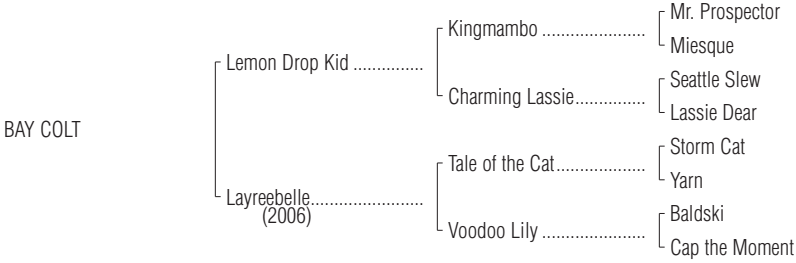 Mr. Prospector
Kingmambo ......................
Miesque
Lemon Drop Kid ...............
Seattle Slew
Charming Lassie...............
Lassie Dear
BAY COLT
Storm Cat
Tale of the Cat...................
Yarn
Layreebelle........................
(2006)
Baldski
Voodoo Lily ......................
Cap the Moment